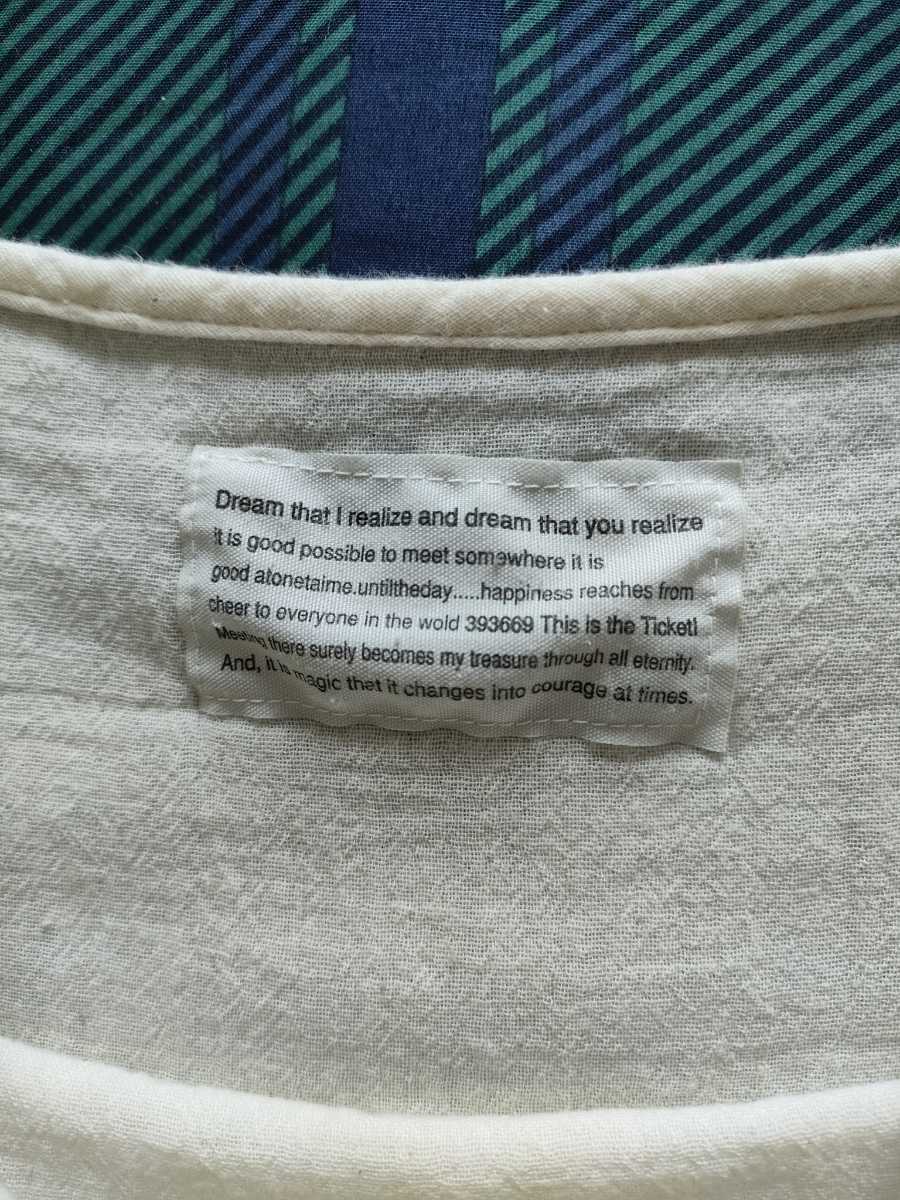 Dream that I realize and dream that you realize
it is good possible to meet somewhere it is
good atonetaime.untiltheday.....happiness reaches from
cheer to everyone in the wold 393669 This is the Ticket!
Meeting there surely becomes my treasure through all eternity.
And, it is magic that it changes into courage at times.